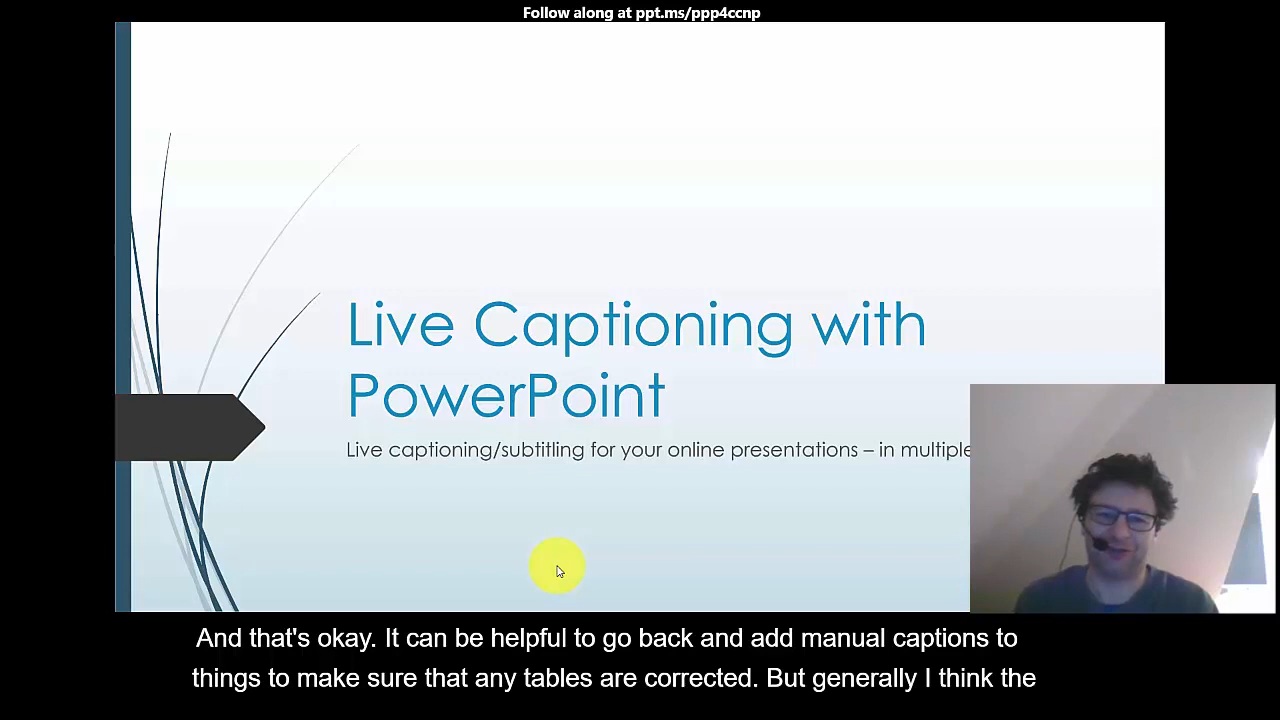 Follow along at ppt.ms/ppp4ccnp
Live Captioning with
PowerPoint
Live captioning/subtitling for your online presentations – in multiple
And that's okay. It can be helpful to go back and add manual captions to
things to make sure that any tables are corrected. But generally I think the